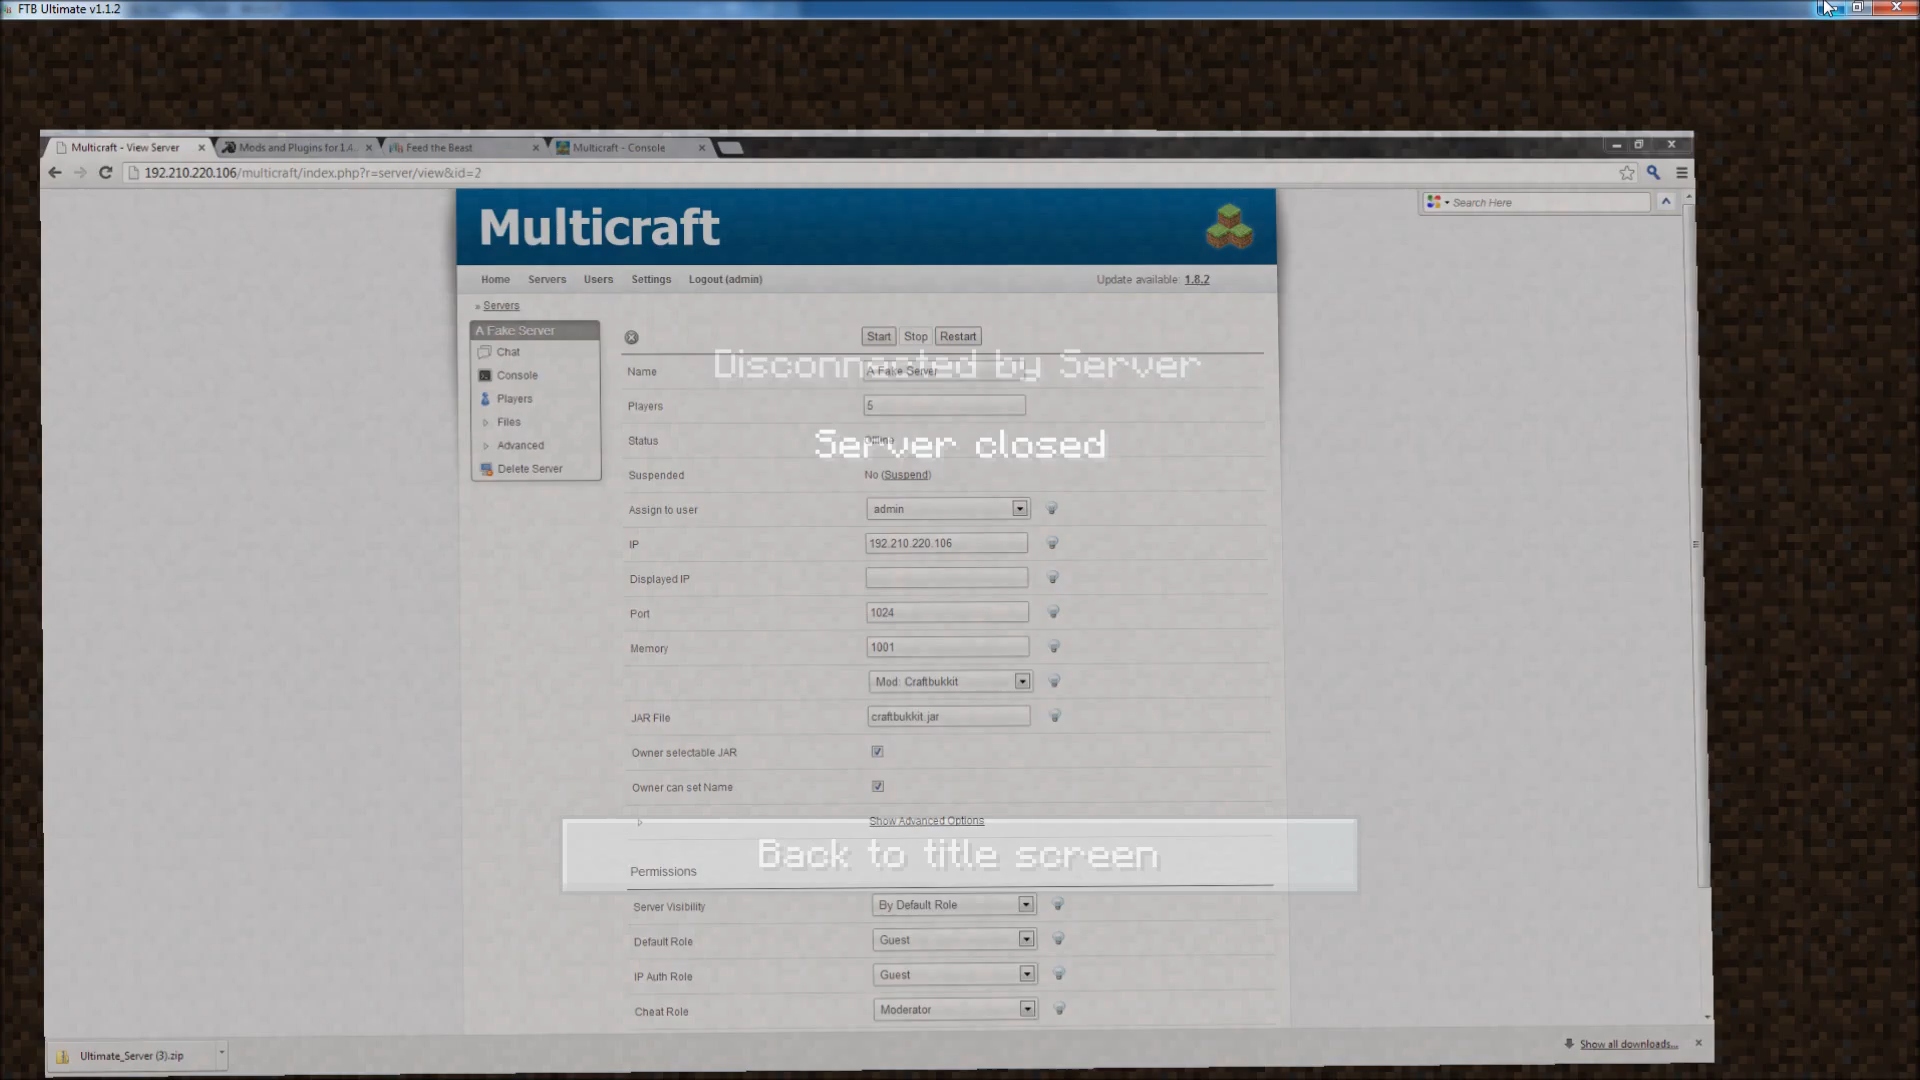 FTB Ultimate v1.1.2
Multicraft - View Server
Mods and Plugins for 1.4
Feed the Beast
Multicraft - Console
192.210.220.106/multicraft/index.php?r=server/view&id=2
Search Here
Multicraft
Home Servers Users Settings Logout (admin)
Update available: 1.8.2
» Servers
A Fake Server
Chat
Console
Players
Files
Advanced
Delete Server
Start Stop Restart
Disconnected by Server
Name A Fake Server
Players 5
Status Offline
Server closed
Suspended No (Suspend)
Assign to user admin
IP 192.210.220.106
Displayed IP
Port 1024
Memory 1001
Mod: Craftbukkit
JAR File craftbukkit.jar
Owner selectable JAR
Owner can set Name
Show Advanced Options
Back to title screen
Permissions
Server Visibility By Default Role
Default Role Guest
IP Auth Role Guest
Cheat Role Moderator
Ultimate_Server (3).zip
Show all downloads...